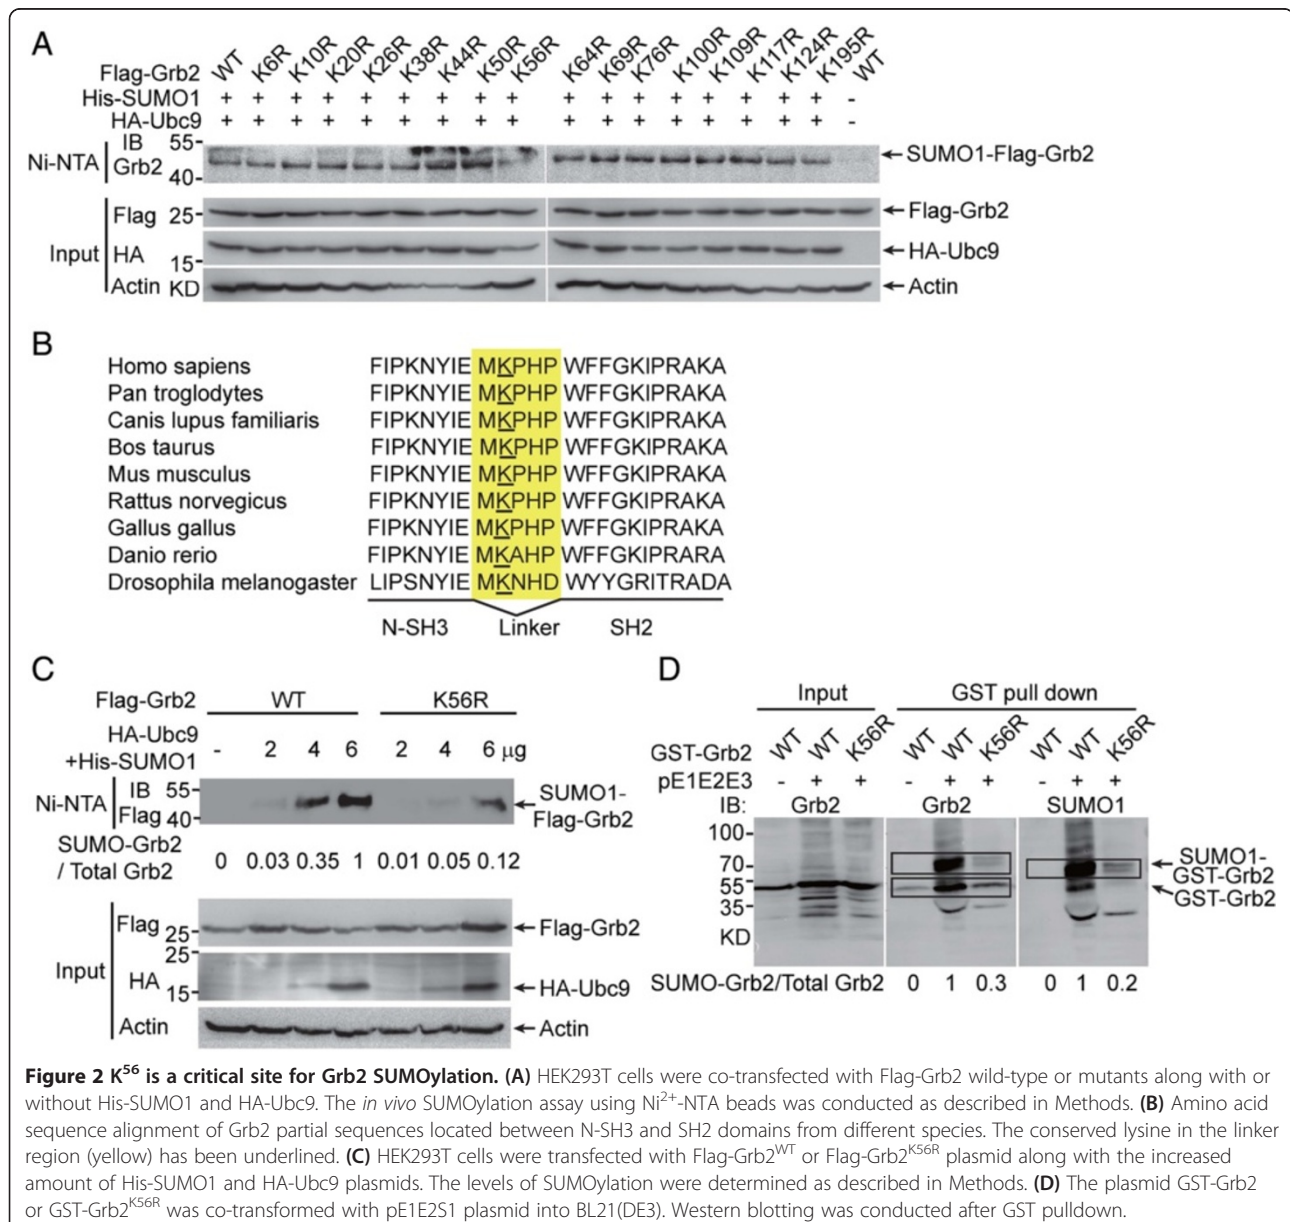 A
Flag-Grb2 WT K6R K10R K20R K26R K38R K44R K50R K56R K64R K69R K76R K100R K109R K117R K124R K195R WT
His-SUMO1 + + + + + + + + + + + + + + + + + -
HA-Ubc9 + + + + + + + + + + + + + + + + + -
Ni-NTA IB Grb2 55 40 SUMO1-Flag-Grb2
Input
Flag 25 Flag-Grb2
HA 15 HA-Ubc9
Actin KD Actin
B
Homo sapiens FIPKNYIE MKPHP WFFGKIPRAKA
Pan troglodytes FIPKNYIE MKPHP WFFGKIPRAKA
Canis lupus familiaris FIPKNYIE MKPHP WFFGKIPRAKA
Bos taurus FIPKNYIE MKPHP WFFGKIPRAKA
Mus musculus FIPKNYIE MKPHP WFFGKIPRAKA
Rattus norvegicus FIPKNYIE MKPHP WFFGKIPRAKA
Gallus gallus FIPKNYIE MKPHP WFFGKIPRAKA
Danio rerio FIPKNYIE MKAHP WFFGKIPRARA
Drosophila melanogaster LIPSNYIE MKNHD WYYGRITRADA
N-SH3 Linker SH2
C
Flag-Grb2 WT K56R
HA-Ubc9
+His-SUMO1 - 2 4 6 2 4 6 μg
Ni-NTA IB Flag 55 40 SUMO1-
Flag-Grb2
SUMO-Grb2
/ Total Grb2 0 0.03 0.35 1 0.01 0.05 0.12
Input
Flag 25 Flag-Grb2
25
HA 15 HA-Ubc9
Actin Actin
D
Input GST pull down
GST-Grb2 WT WT K56R WT WT K56R WT WT K56R
pE1E2E3 - + + - + + - + +
IB: Grb2 Grb2 SUMO1
100
70 SUMO1-
GST-Grb2
55 GST-Grb2
35
KD
SUMO-Grb2/Total Grb2 0 1 0.3 0 1 0.2
Figure 2 K56 is a critical site for Grb2 SUMOylation. (A) HEK293T cells were co-transfected with Flag-Grb2 wild-type or mutants along with or
without His-SUMO1 and HA-Ubc9. The in vivo SUMOylation assay using Ni2+-NTA beads was conducted as described in Methods. (B) Amino acid
sequence alignment of Grb2 partial sequences located between N-SH3 and SH2 domains from different species. The conserved lysine in the linker
region (yellow) has been underlined. (C) HEK293T cells were transfected with Flag-Grb2WT or Flag-Grb2K56R plasmid along with the increased
amount of His-SUMO1 and HA-Ubc9 plasmids. The levels of SUMOylation were determined as described in Methods. (D) The plasmid GST-Grb2
or GST-Grb2K56R was co-transformed with pE1E2S1 plasmid into BL21(DE3). Western blotting was conducted after GST pulldown.